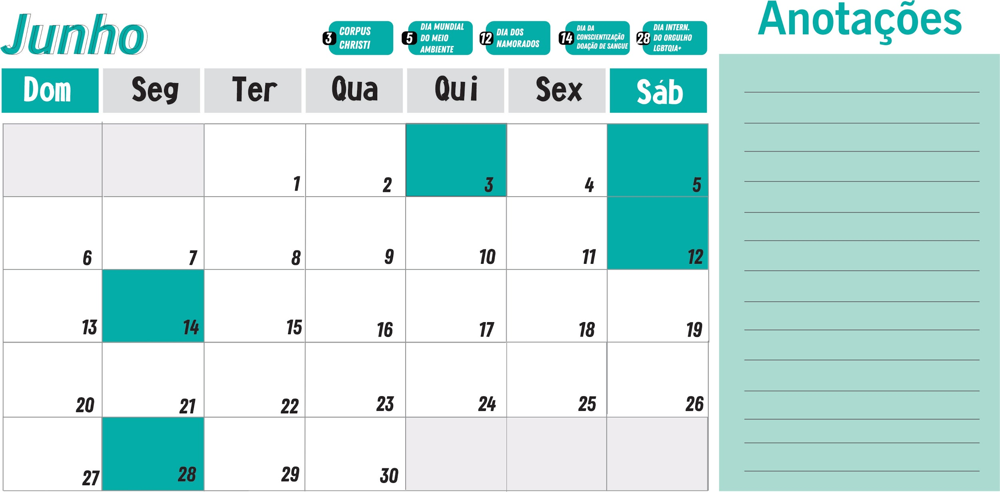 Junho
3 CORPUS
CHRISTI
5 DIA MUNDIAL
DO MEIO
AMBIENTE
12 DIA DOS
NAMORADOS
14 DIA DA
CONSCIENTIZAÇÃO
DOAÇÃO DE SANGUE
28 DIA INTERN.
DO ORGULHO
LGBTQIA+
Anotações
Dom Seg Ter Qua Qui Sex Sáb
1 2 3 4 5
6 7 8 9 10 11 12
13 14 15 16 17 18 19
20 21 22 23 24 25 26
27 28 29 30